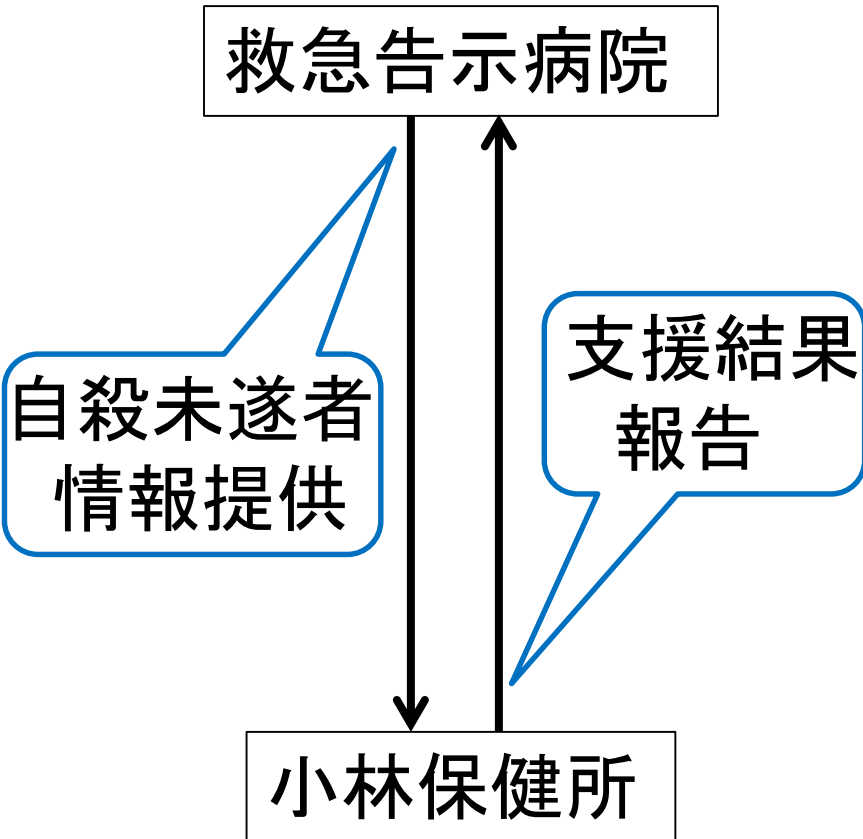 救急告示病院
自殺未遂者
情報提供
支援結果
報告
小林保健所